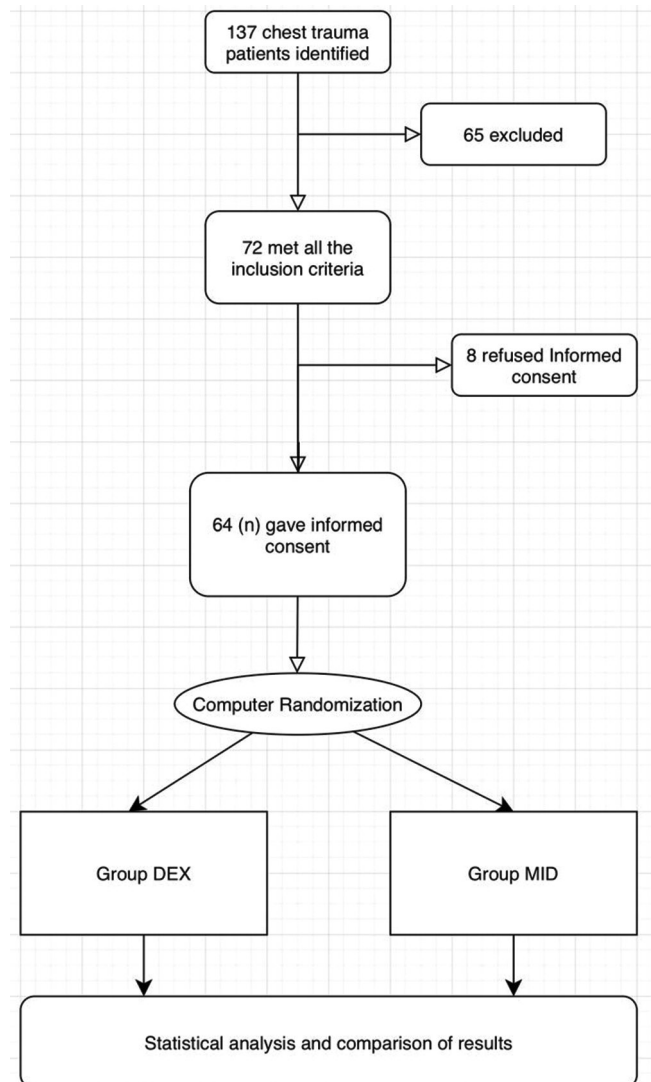 137 chest trauma
patients identified
65 excluded
72 met all the
inclusion criteria
8 refused Informed
consent
64 (n) gave informed
consent
Computer Randomization
Group DEX
Group MID
Statistical analysis and comparison of results